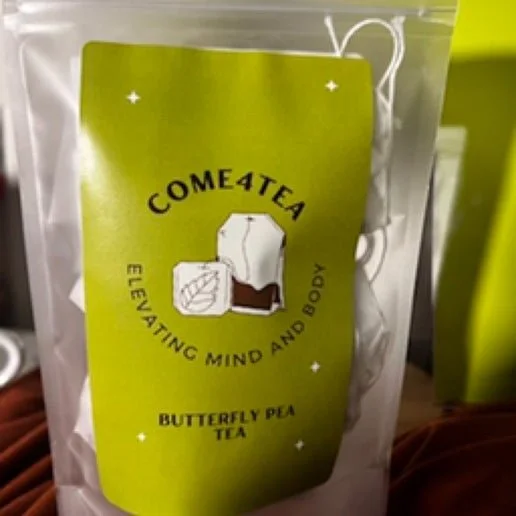 COME4TEA
ELEVATING MIND AND BODY
BUTTERFLY PEA
TEA